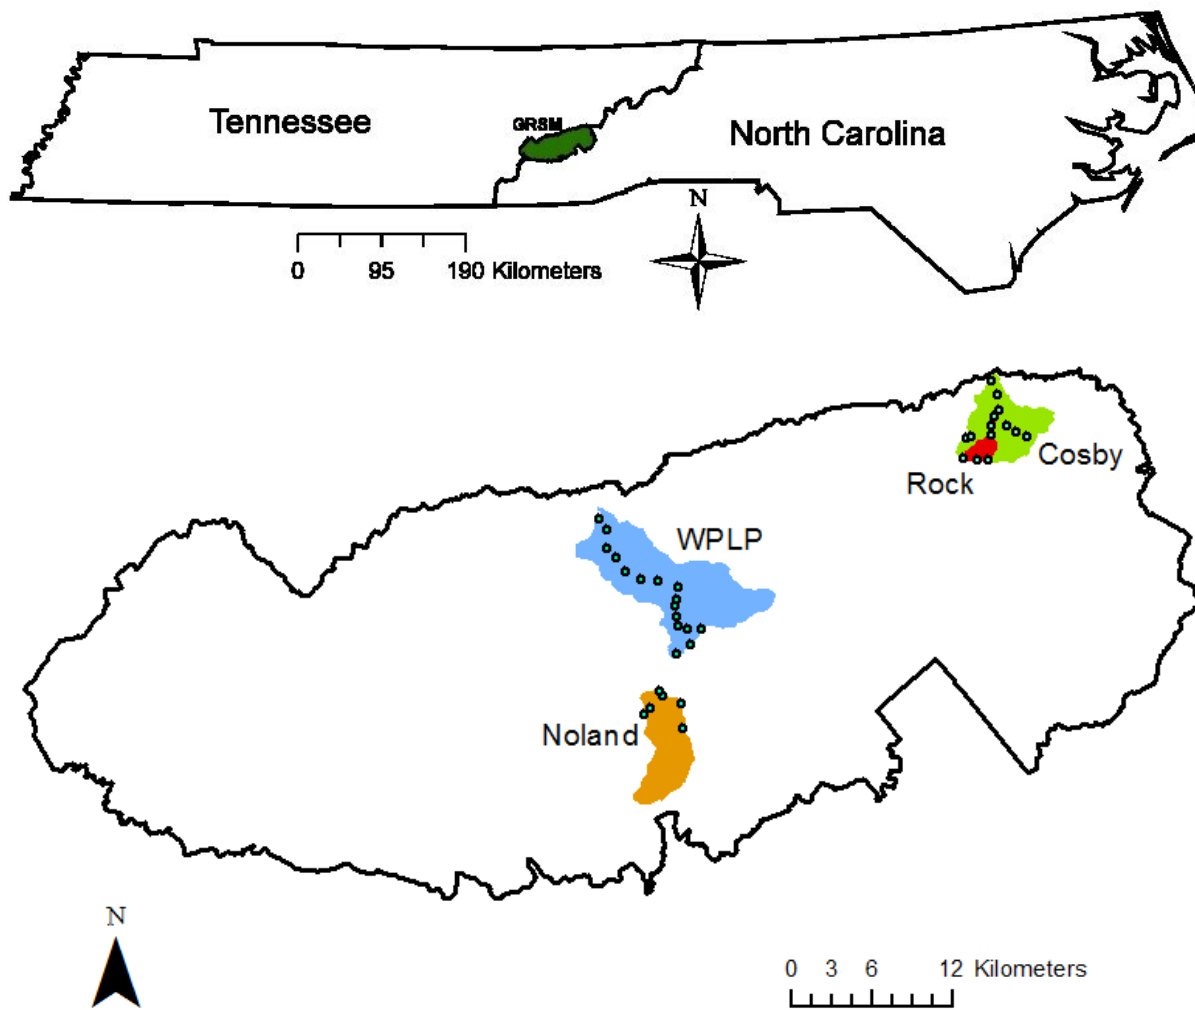 Tennessee
GRSM
North Carolina
N
0 95 190 Kilometers
Cosby
Rock
WPLP
Noland
N
0 3 6 12 Kilometers